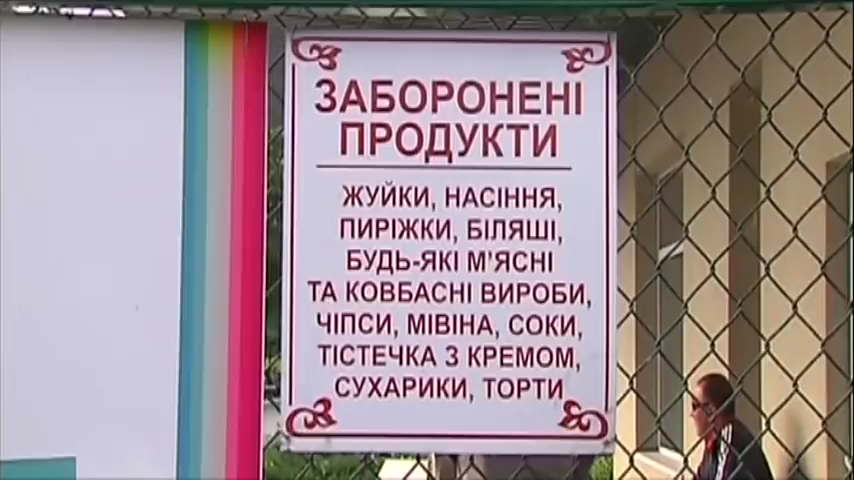 ЗАБОРОНЕНІ
ПРОДУКТИ
ЖУЙКИ, НАСІННЯ,
ПИРІЖКИ, БІЛЯШІ,
БУДЬ-ЯКІ М'ЯСНІ
ТА КОВБАСНІ ВИРОБИ,
ЧІПСИ, МІВІНА, СОКИ,
ТІСТЕЧКА З КРЕМОМ,
СУХАРИКИ, ТОРТИ